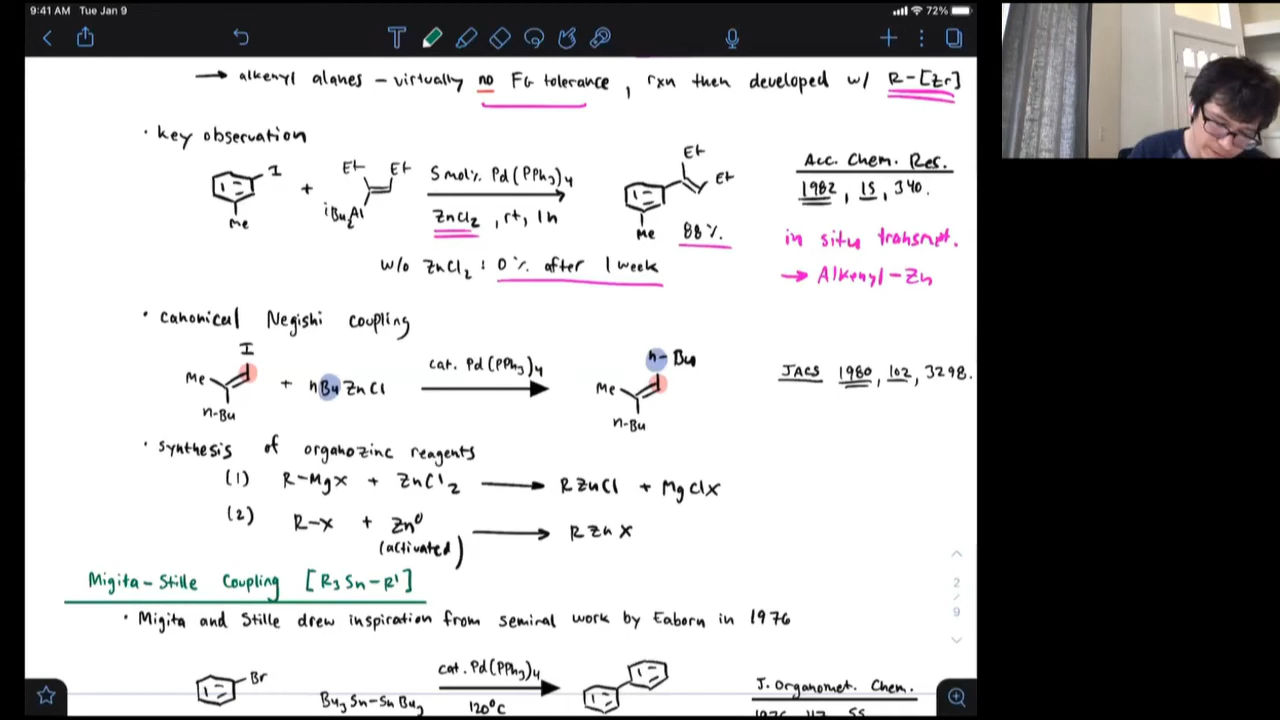 9:41 AM Tue Jan 9
72%
→ alkenyl alanes – virtually no FG tolerance, rxn then developed w/ R-[Zr]
· key observation
I
Me
+
Et Et
iBu2Al
5 mol% Pd(PPh3)4
ZnCl2, rt, 1h
Et
Et
Me
88%.
Acc. Chem. Res.
1982, 15, 340.
in situ transmet.
→ Alkenyl-Zn
w/o ZnCl2 : 0% after 1 week
· canonical Negishi coupling
I
Me
n-Bu
+ nBuZnCl
cat. Pd(PPh3)4
n-Bu
Me
n-Bu
JACS 1980, 102, 3298.
· synthesis of organozinc reagents
(1) R-MgX + ZnCl2 → RZnCl + MgClX
(2) R-X + Zn0 → RZnX
(activated)
Migita-Stille Coupling [R3Sn-R']
· Migita and Stille drew inspiration from seminal work by Eaborn in 1976
Br
Bu3Sn-SnBu3
cat. Pd(PPh3)4
120°C
J. Organomet. Chem.
2
/
9